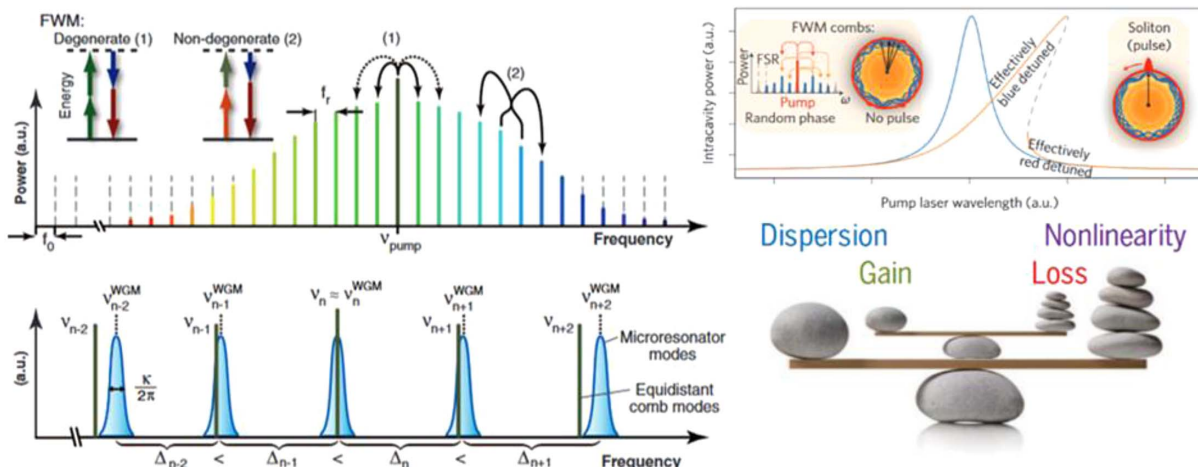 FWM:
Degenerate (1)
Non-degenerate (2)
Energy
(1)
(2)
f_r
Power (a.u.)
f_0
ν_pump
Frequency
ν_{n-2}^{WGM}
ν_{n-1}^{WGM}
ν_n = ν_n^{WGM}
ν_{n+1}^{WGM}
ν_{n+2}^{WGM}
ν_{n-2}
ν_{n-1}
ν_{n+1}
ν_{n+2}
Microresonator
modes
(a.u.)
κ
2π
Equidistant
comb modes
Δ_{n-2} < Δ_{n-1} < Δ_n < Δ_{n+1}
Frequency
Intracavity power (a.u.)
FWM combs:
Power
FSR
Pump
ω
Random phase
No pulse
Effectively
blue detuned
Soliton
(pulse)
Effectively
red detuned
Pump laser wavelength (a.u.)
Dispersion
Nonlinearity
Gain
Loss